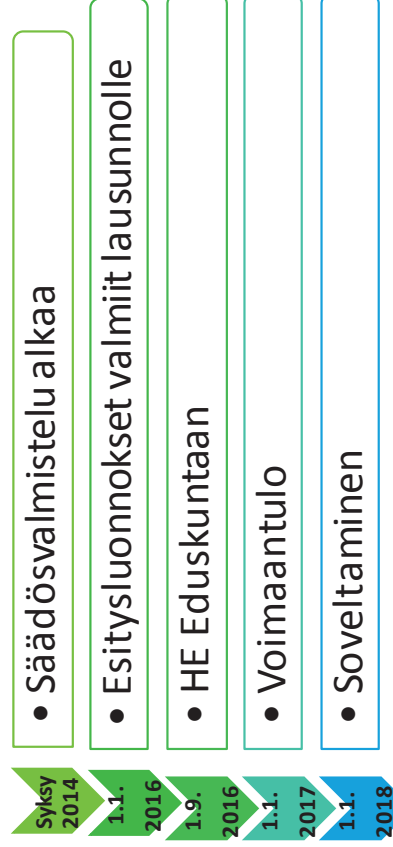 Syksy
2014
• Säädösvalmistelu alkaa
1.1.
2016
• Esitysluonnokset valmiit lausunnolle
1.9.
2016
• HE Eduskuntaan
1.1.
2017
• Voimaantulo
1.1.
2018
• Soveltaminen